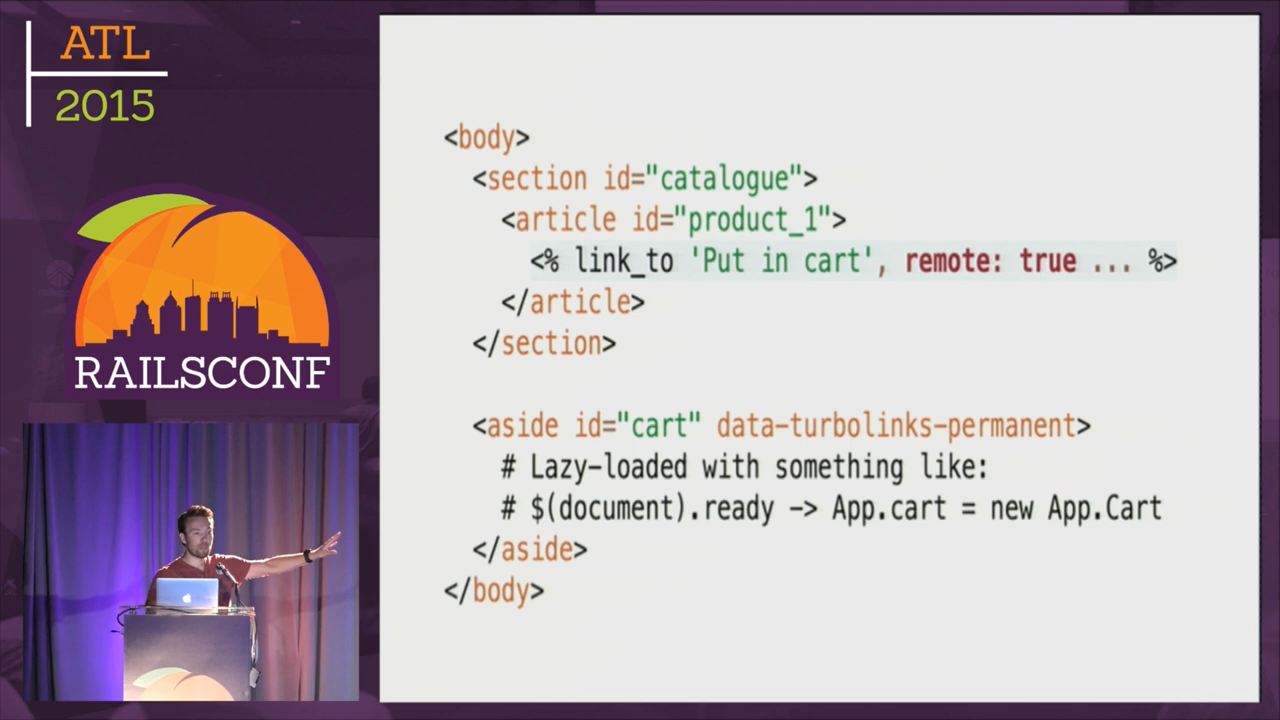 ATL
2015
RAILSCONF
<body>
<section id="catalogue">
<article id="product_1">
<% link_to 'Put in cart', remote: true ... %>
</article>
</section>
<aside id="cart" data-turbolinks-permanent>
# Lazy-loaded with something like:
# $(document).ready -> App.cart = new App.Cart
</aside>
</body>